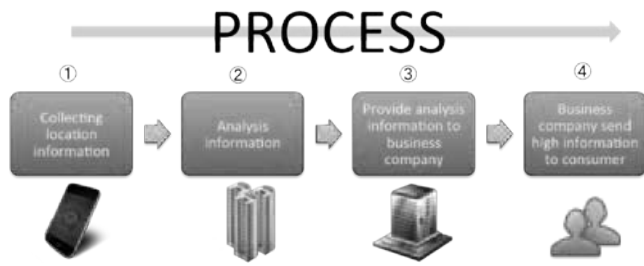 PROCESS
①
②
③
④
Collecting
location
information
Analysis
information
Provide analysis
information to
business
company
Business
company send
high information
to consumer